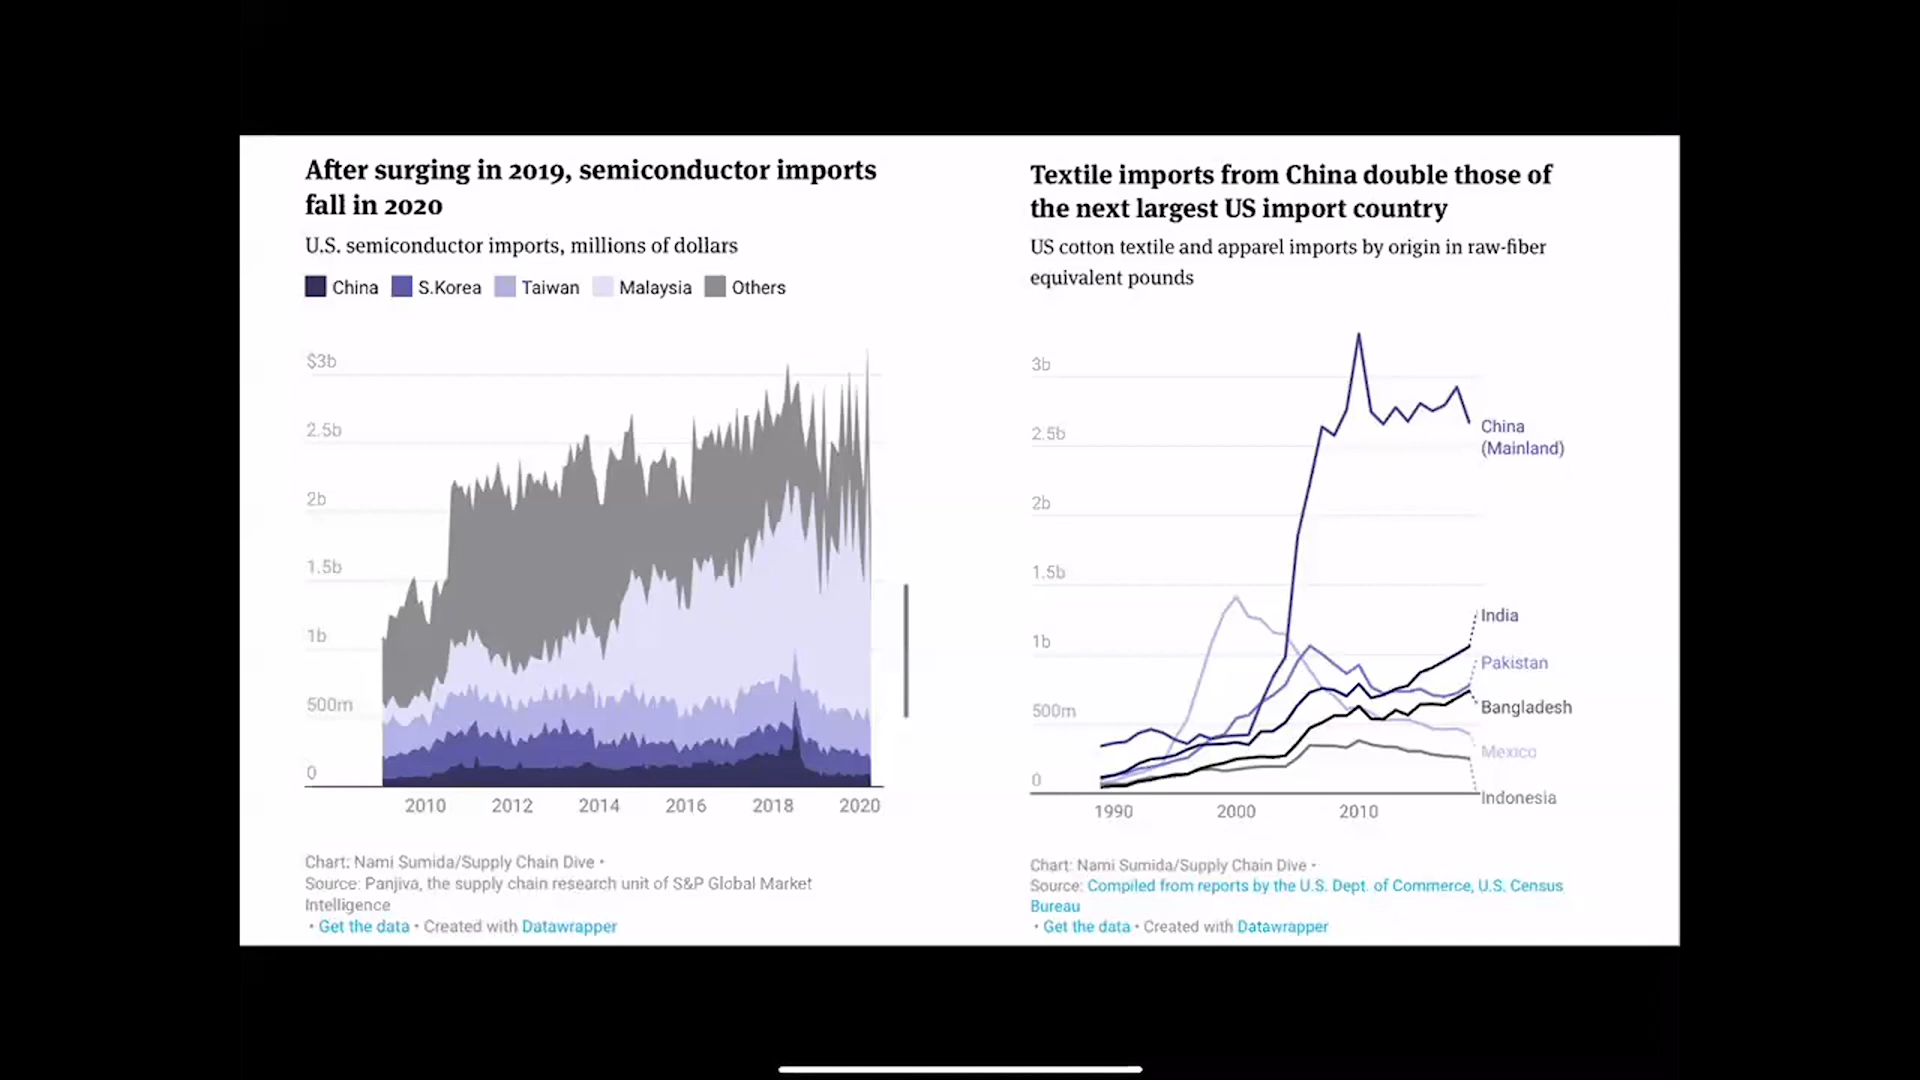 After surging in 2019, semiconductor imports
fall in 2020
U.S. semiconductor imports, millions of dollars
China S.Korea Taiwan Malaysia Others
$3b
2.5b
2b
1.5b
1b
500m
0
2010 2012 2014 2016 2018 2020
Chart: Nami Sumida/Supply Chain Dive •
Source: Panjiva, the supply chain research unit of S&P Global Market
Intelligence
• Get the data • Created with Datawrapper
Textile imports from China double those of
the next largest US import country
US cotton textile and apparel imports by origin in raw-fiber
equivalent pounds
3b
2.5b
2b
1.5b
1b
500m
0
China
(Mainland)
India
Pakistan
Bangladesh
Mexico
Indonesia
1990 2000 2010
Chart: Nami Sumida/Supply Chain Dive •
Source: Compiled from reports by the U.S. Dept. of Commerce, U.S. Census
Bureau
• Get the data • Created with Datawrapper